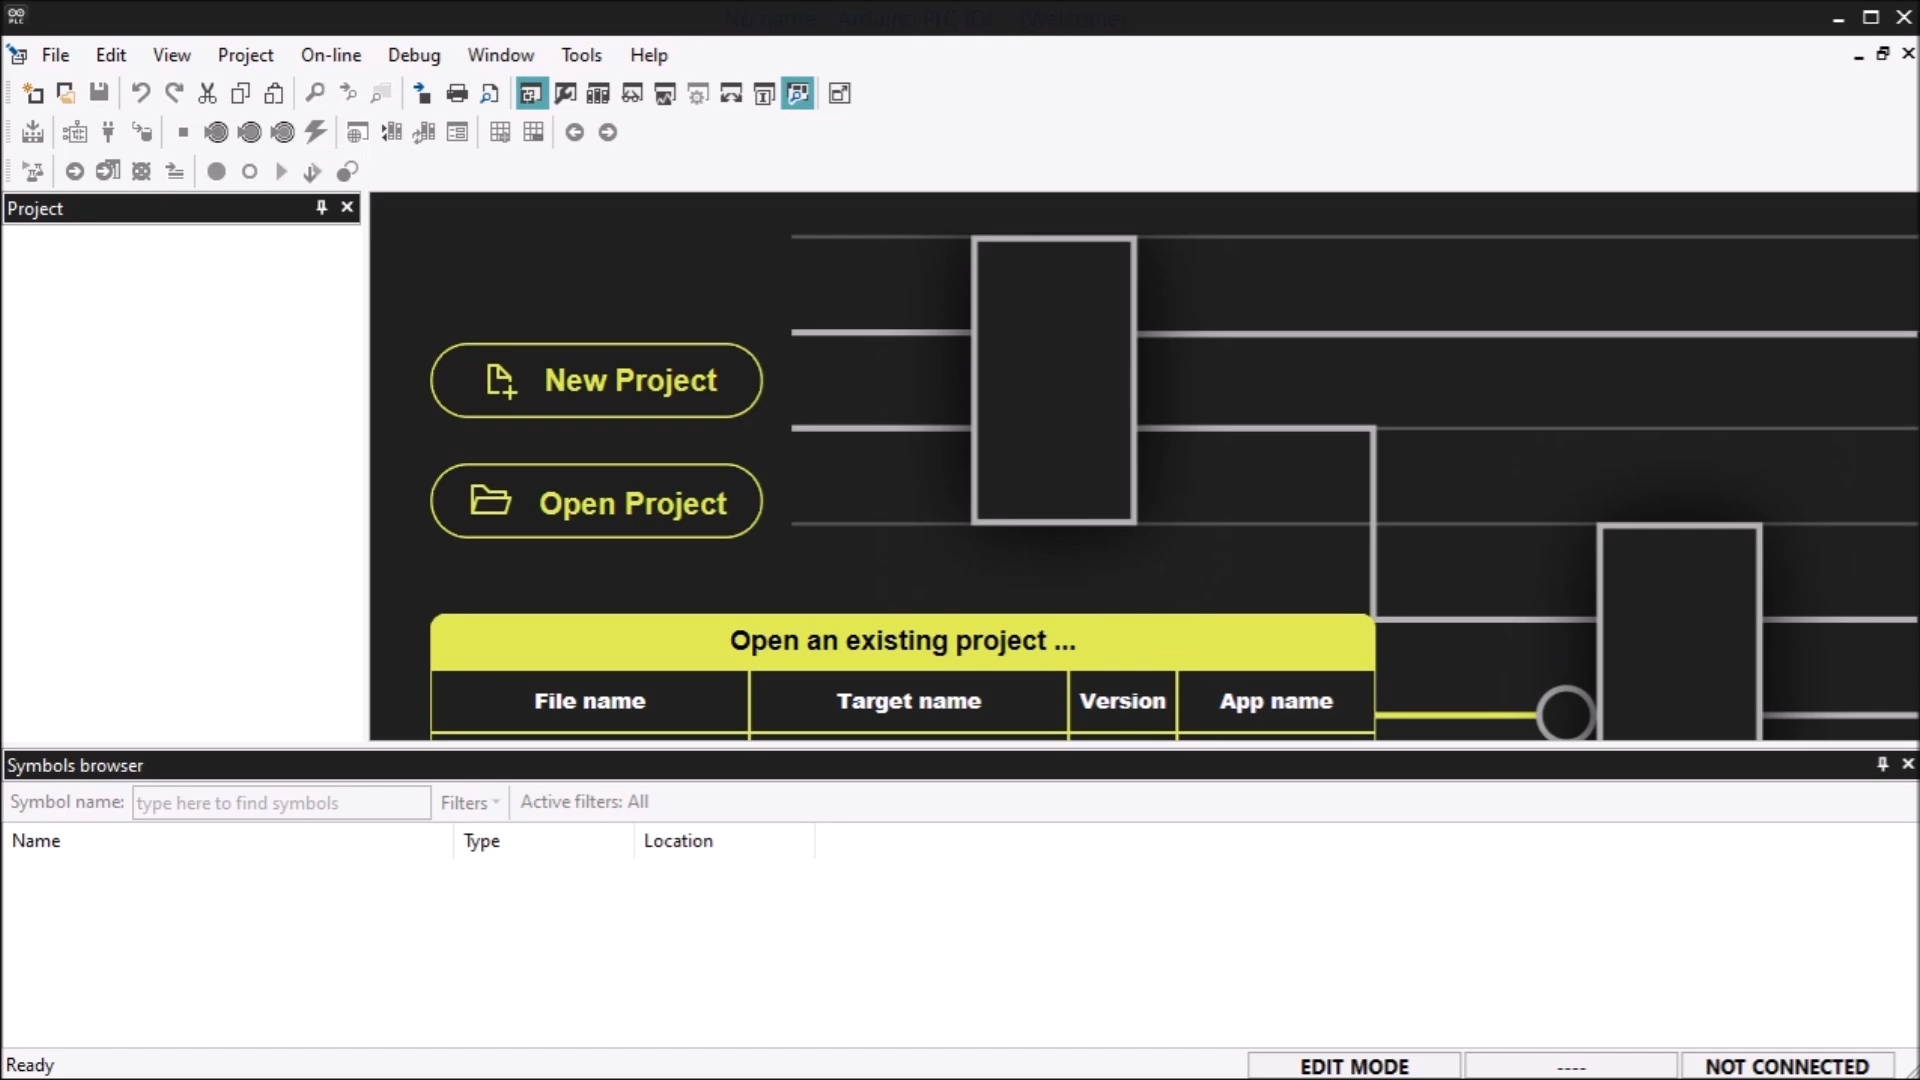 PLC
File Edit View Project On-line Debug Window Tools Help
Project
New Project
Open Project
Open an existing project ...
File name Target name Version App name
Symbols browser
Symbol name: type here to find symbols Filters Active filters: All
Name Type Location
Ready EDIT MODE ---- NOT CONNECTED